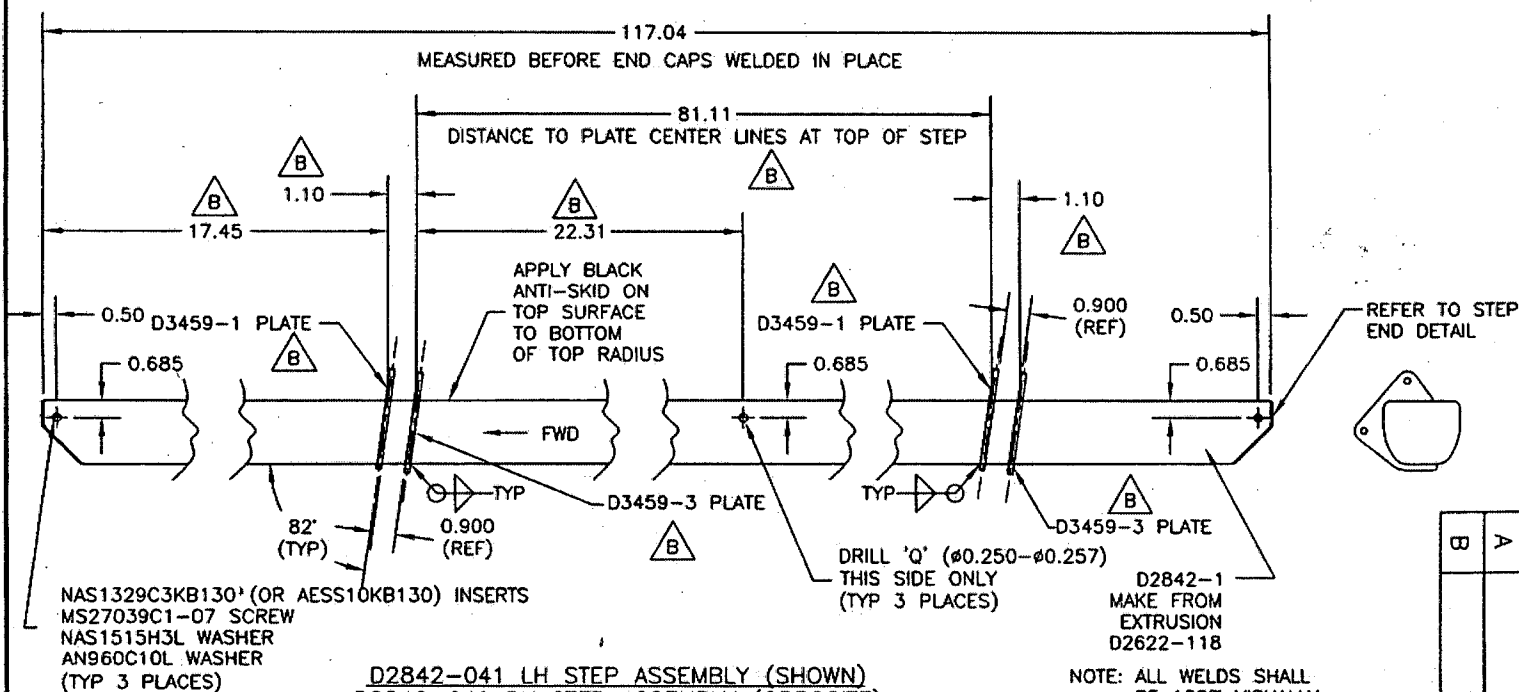 117.04
MEASURED BEFORE END CAPS WELDED IN PLACE
81.11
DISTANCE TO PLATE CENTER LINES AT TOP OF STEP
B
B
B
B
1.10
1.10
17.45
22.31
B
APPLY BLACK
ANTI-SKID ON
TOP SURFACE
TO BOTTOM
OF TOP RADIUS
B
0.50
D3459-1 PLATE
B
D3459-1 PLATE
0.900
(REF)
0.50
REFER TO STEP
END DETAIL
0.685
0.685
0.685
FWD
TYP
D3459-3 PLATE
B
TYP
B
D3459-3 PLATE
82°
(TYP)
0.900
(REF)
DRILL 'Q' (ø0.250-ø0.257)
THIS SIDE ONLY
(TYP 3 PLACES)
D2842-1
MAKE FROM
EXTRUSION
D2622-118
B
A
NAS1329C3KB130 (OR AESS10KB130) INSERTS
MS27039C1-07 SCREW
NAS1515H3L WASHER
AN960C10L WASHER
(TYP 3 PLACES)
D2842-041 LH STEP ASSEMBLY (SHOWN)
NOTE: ALL WELDS SHALL